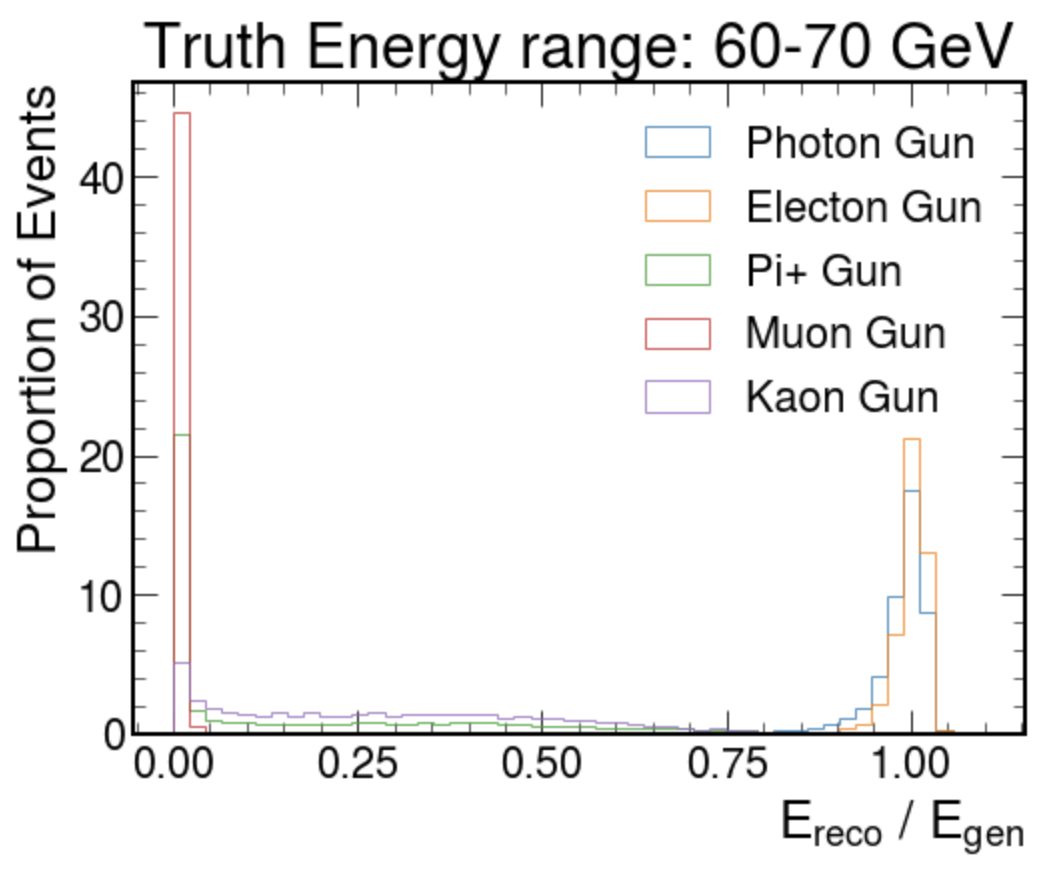 Truth Energy range: 60-70 GeV
Proportion of Events
40
30
20
10
0
Photon Gun
Electon Gun
Pi+ Gun
Muon Gun
Kaon Gun
0.00 0.25 0.50 0.75 1.00
E_reco / E_gen